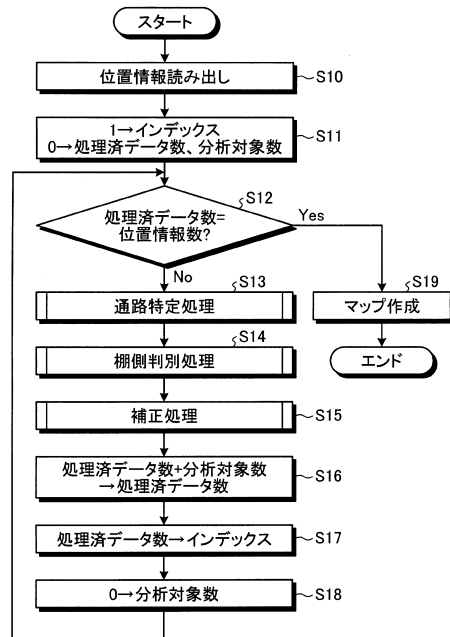 スタート
位置情報読み出し
S10
1→インデックス
0→処理済データ数、分析対象数
S11
S12
処理済データ数=
位置情報数?
Yes
No
S13
通路特定処理
S19
マップ作成
S14
棚側判別処理
エンド
補正処理
S15
処理済データ数+分析対象数
→処理済データ数
S16
処理済データ数→インデックス
S17
0→分析対象数
S18